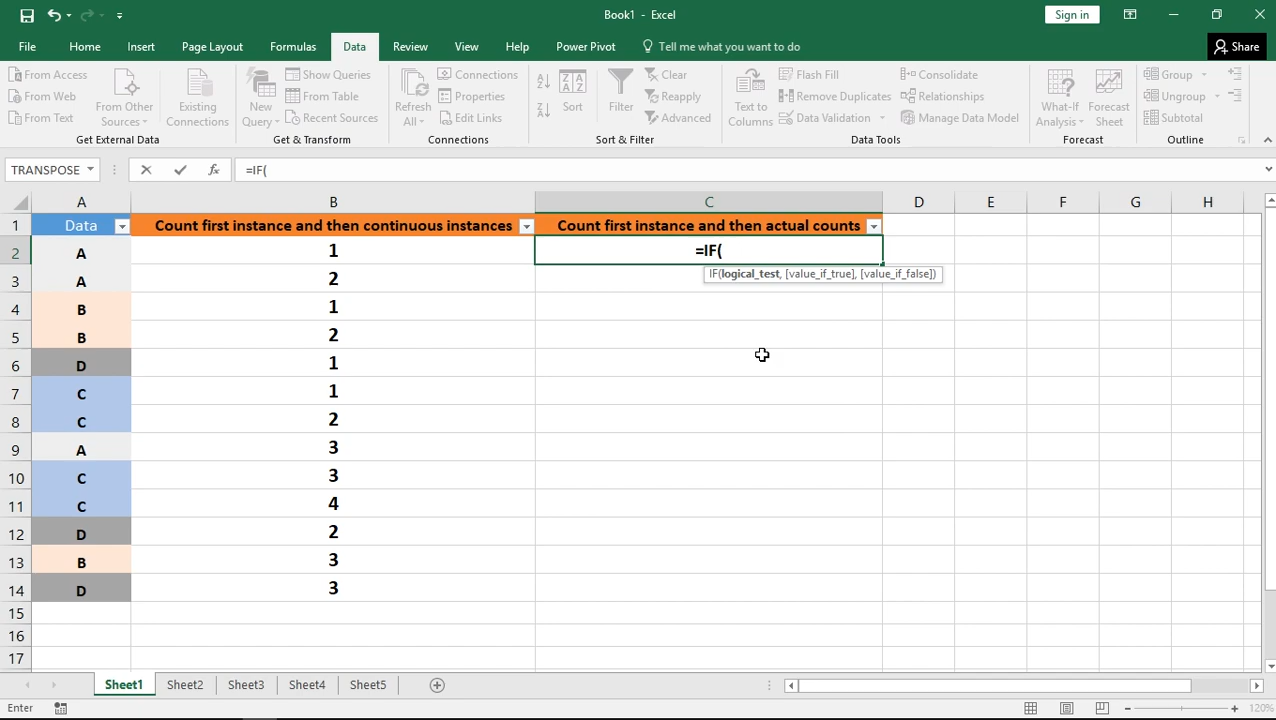 Book1 - Excel
Sign in
File Home Insert Page Layout Formulas Data Review View Help Power Pivot Tell me what you want to do Share
From Access
From Web
From Text
From Other Sources
Existing Connections
Get External Data
New Query
Show Queries
From Table
Recent Sources
Get & Transform
Refresh All
Connections
Properties
Edit Links
Connections
Sort
Filter
Clear
Reapply
Advanced
Sort & Filter
Text to Columns
Flash Fill
Remove Duplicates
Data Validation
Consolidate
Relationships
Manage Data Model
Data Tools
What-If Analysis
Forecast Sheet
Forecast
Group
Ungroup
Subtotal
Outline
TRANSPOSE fx =IF(
A B C D E F G H
1 Data Count first instance and then continuous instances Count first instance and then actual counts
2 A 1 =IF(
IF(logical_test, [value_if_true], [value_if_false])
3 A 2
4 B 1
5 B 2
6 D 1
7 C 1
8 C 2
9 A 3
10 C 3
11 C 4
12 D 2
13 B 3
14 D 3
15
16
17
Sheet1 Sheet2 Sheet3 Sheet4 Sheet5
Enter 120%